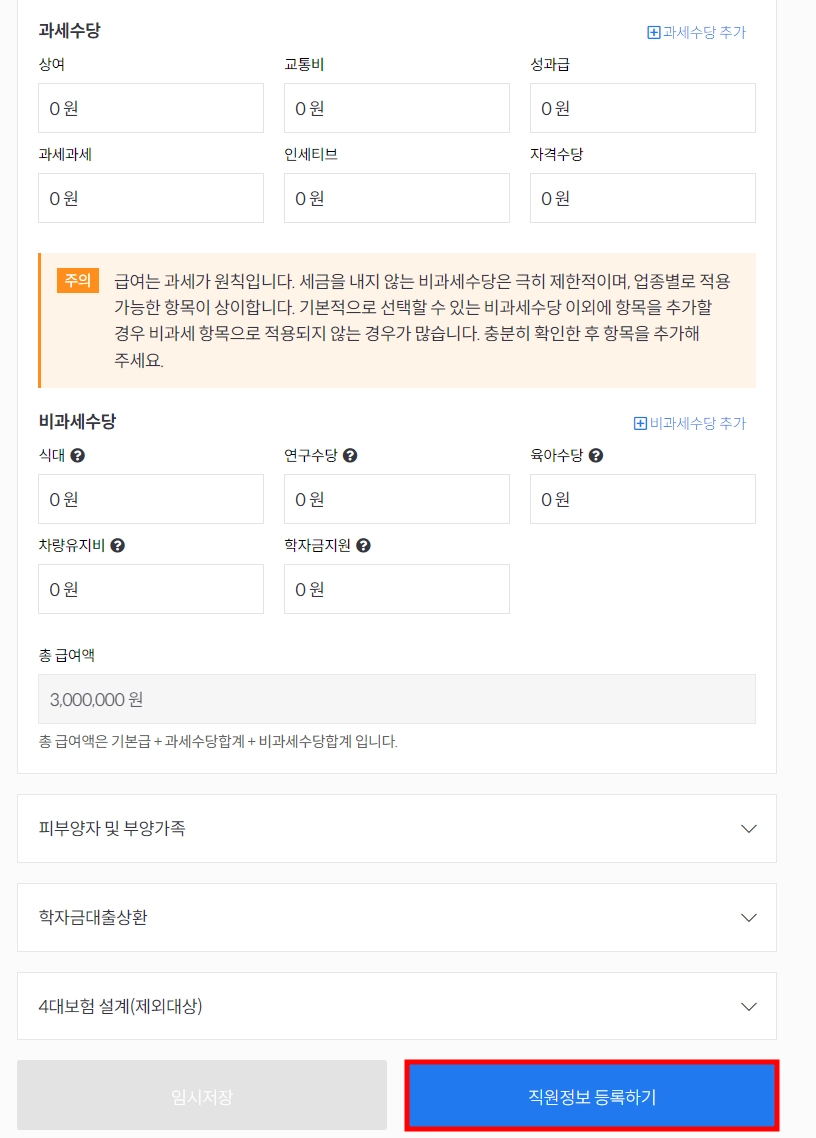 과세수당
과세수당 추가
상여 교통비 성과급
0 원 0 원 0 원
과세과세 인세티브 자격수당
0 원 0 원 0 원
주의
급여는 과세가 원칙입니다. 세금을 내지 않는 비과세수당은 극히 제한적이며, 업종별로 적용
가능한 항목이 상이합니다. 기본적으로 선택할 수 있는 비과세수당 이외에 항목을 추가할
경우 비과세 항목으로 적용되지 않는 경우가 많습니다. 충분히 확인한 후 항목을 추가해
주세요.
비과세수당
비과세수당 추가
식대 연구수당 육아수당
0 원 0 원 0 원
차량유지비 학자금지원
0 원 0 원
총 급여액
3,000,000 원
총 급여액은 기본급 + 과세수당합계 + 비과세수당합계 입니다.
피부양자 및 부양가족
학자금대출상환
4대보험 설계(제외대상)
임시저장
직원정보 등록하기